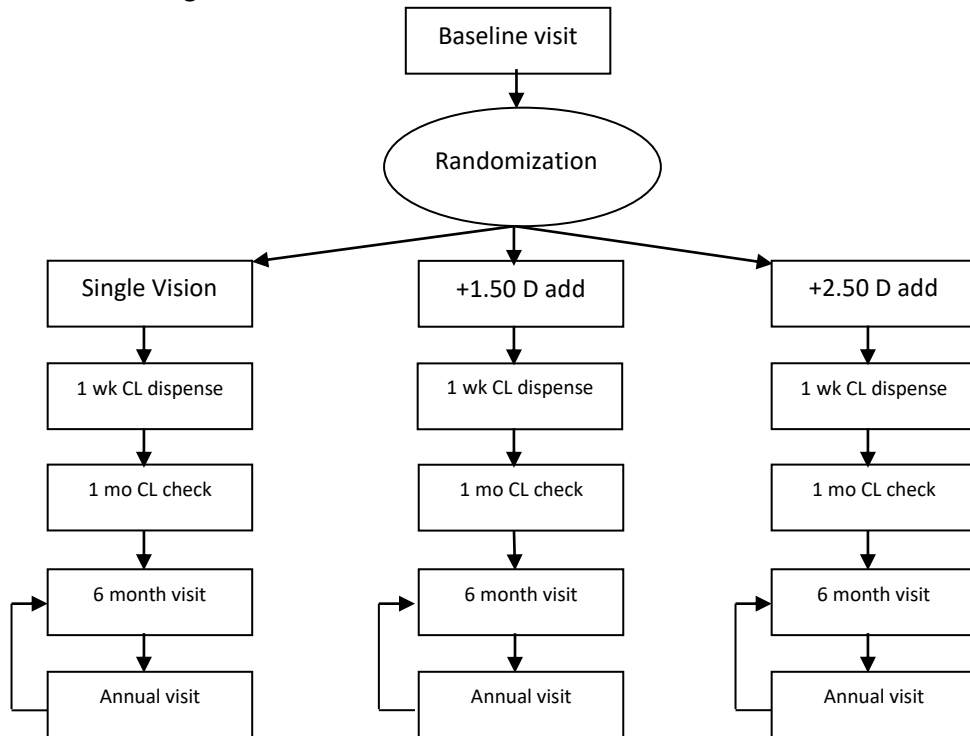 Baseline visit
Randomization
Single Vision
+1.50 D add
+2.50 D add
1 wk CL dispense
1 wk CL dispense
1 wk CL dispense
1 mo CL check
1 mo CL check
1 mo CL check
6 month visit
6 month visit
6 month visit
Annual visit
Annual visit
Annual visit